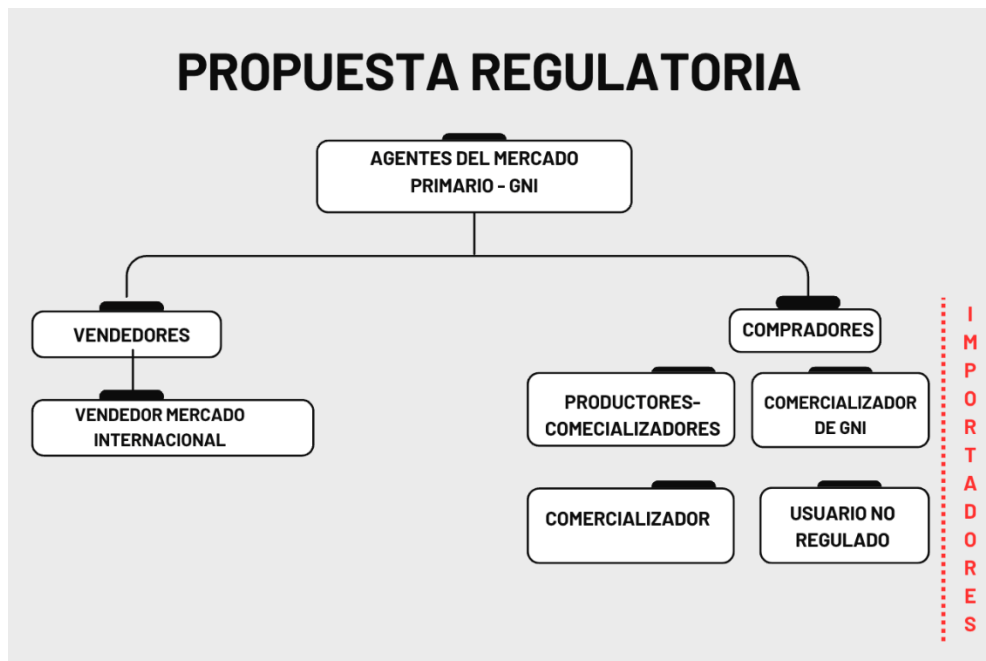 PROPUESTA REGULATORIA
AGENTES DEL MERCADO
PRIMARIO - GNI
VENDEDORES
VENDEDOR MERCADO
INTERNACIONAL
COMPRADORES
PRODUCTORES-
COMECIALIZADORES
COMERCIALIZADOR
DE GNI
COMERCIALIZADOR
USUARIO NO
REGULADO
IMPORTADORES